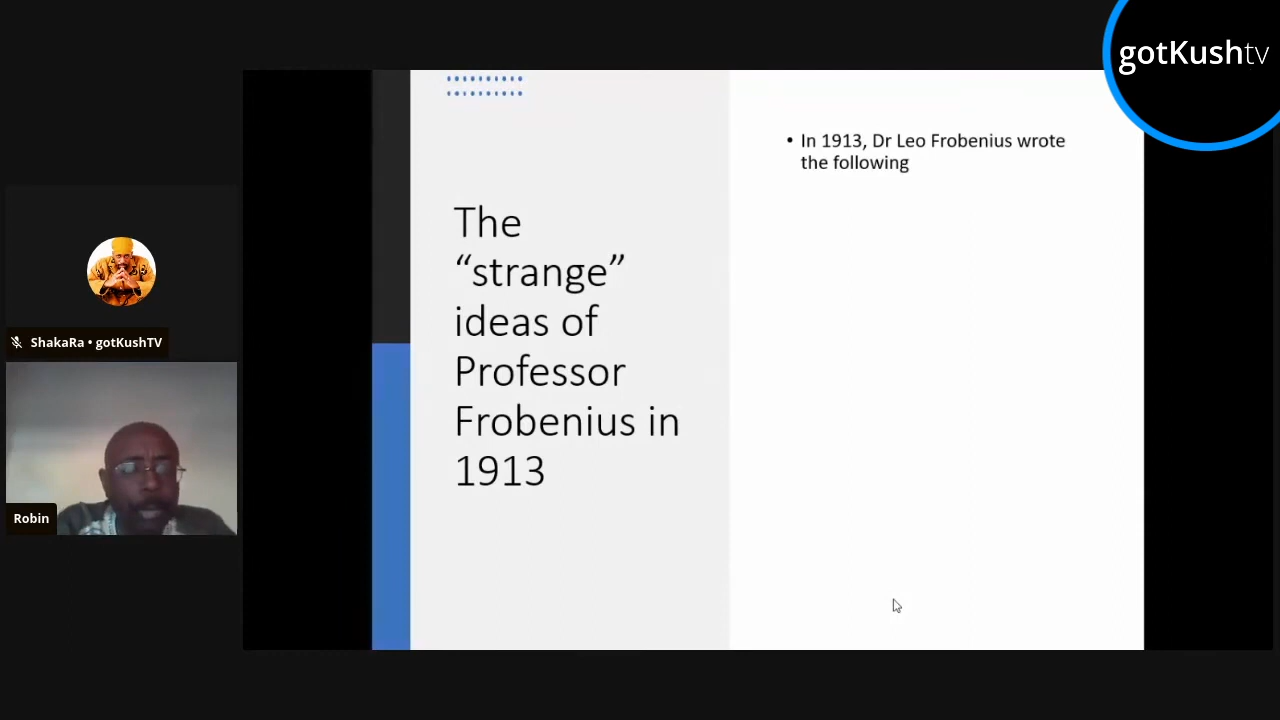 gotKushtv
• In 1913, Dr Leo Frobenius wrote
the following
The
“strange”
ideas of
Professor
Frobenius in
1913
ShakaRa • gotKushTV
Robin